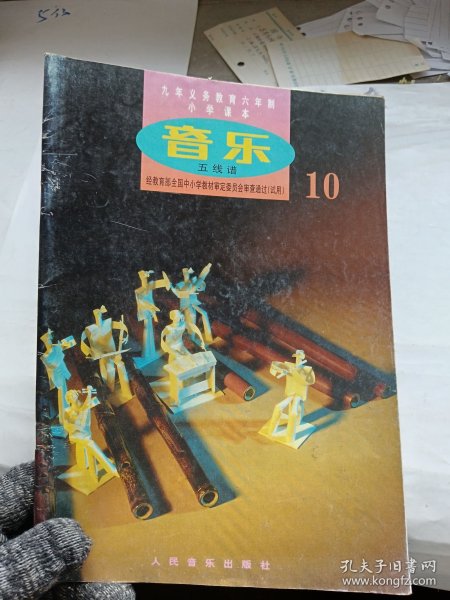 九年义务教育六年制
小学课本
音乐
五线谱
经教育部全国中小学教材审定委员会审查通过(试用)
10
人民音乐出版社
孔夫子旧书网
www.kongfz.com